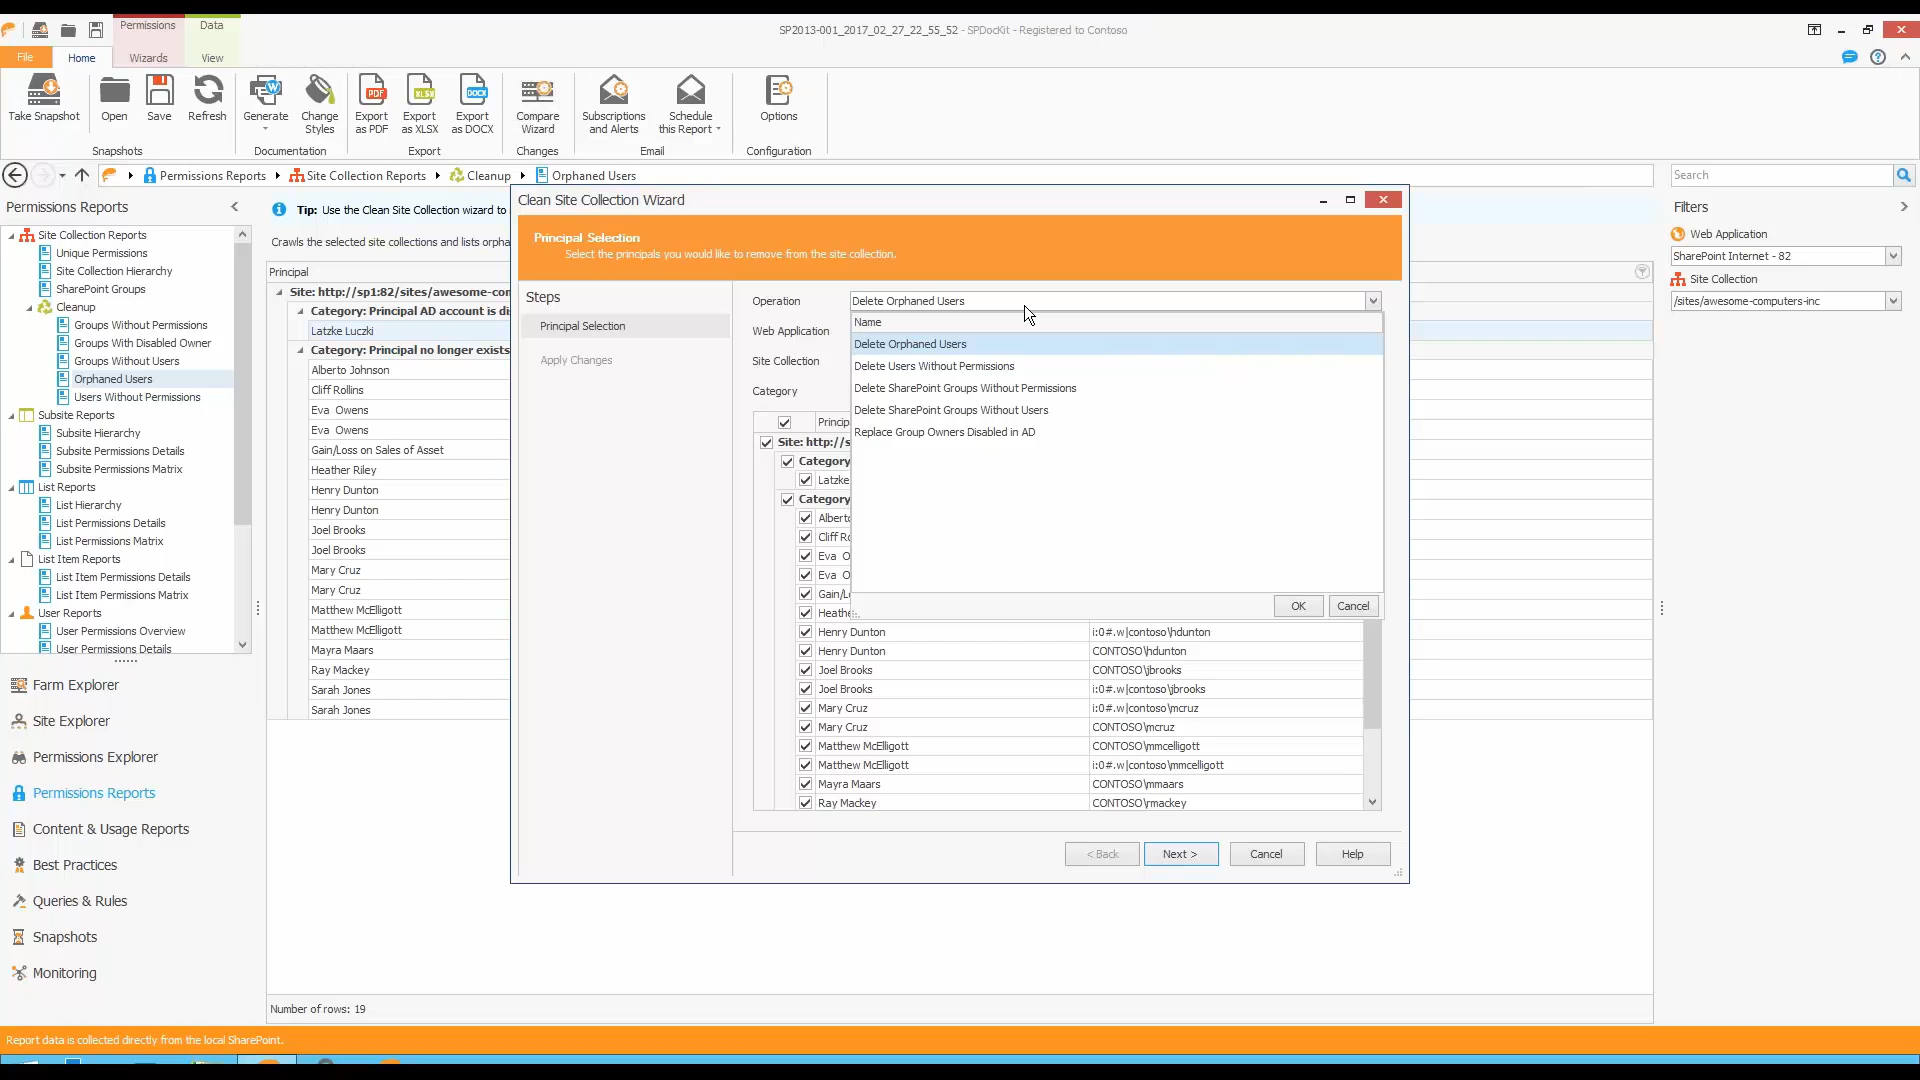 Permissions
Data
SP2013-001_2017_02_27_22_55_52 - SPDocKit - Registered to Contoso
File
Home
Wizards
View
Take Snapshot
Open
Save
Refresh
Generate
Change
Styles
Export
as PDF
Export
as XLSX
Export
as DOCX
Compare
Wizard
Subscriptions
and Alerts
Schedule
this Report
Options
Snapshots
Documentation
Export
Changes
Email
Configuration
Permissions Reports
Site Collection Reports
Cleanup
Orphaned Users
Search
Permissions Reports
Site Collection Reports
Unique Permissions
Site Collection Hierarchy
SharePoint Groups
Cleanup
Groups Without Permissions
Groups With Disabled Owner
Groups Without Users
Orphaned Users
Users Without Permissions
Subsite Reports
Subsite Hierarchy
Subsite Permissions Details
Subsite Permissions Matrix
List Reports
List Hierarchy
List Permissions Details
List Permissions Matrix
List Item Reports
List Item Permissions Details
List Item Permissions Matrix
User Reports
User Permissions Overview
User Permissions Details
Farm Explorer
Site Explorer
Permissions Explorer
Permissions Reports
Content & Usage Reports
Best Practices
Queries & Rules
Snapshots
Monitoring
Tip: Use the Clean Site Collection wizard to
Crawls the selected site collections and lists orpha
Principal
Site: http://sp1:82/sites/awesome-con
Category: Principal AD account is di
Latzke Luczki
Category: Principal no longer exists
Alberto Johnson
Cliff Rollins
Eva Owens
Eva Owens
Gain/Loss on Sales of Asset
Heather Riley
Henry Dunton
Henry Dunton
Joel Brooks
Joel Brooks
Mary Cruz
Mary Cruz
Matthew McElligott
Matthew McElligott
Mayra Maars
Ray Mackey
Sarah Jones
Sarah Jones
Number of rows: 19
Clean Site Collection Wizard
Principal Selection
Select the principals you would like to remove from the site collection.
Steps
Principal Selection
Apply Changes
Operation
Delete Orphaned Users
Web Application
Site Collection
Category
Name
Delete Orphaned Users
Delete Users Without Permissions
Delete SharePoint Groups Without Permissions
Delete SharePoint Groups Without Users
Replace Group Owners Disabled in AD
OK
Cancel
Princip
Site: http://s
Category
Latzke
Category
Alberto
Cliff Ro
Eva O
Eva O
Gain/Lo
Heathe
Henry Dunton i:0#.w|contoso\hdunton
Henry Dunton CONTOSO\hdunton
Joel Brooks CONTOSO\jbrooks
Joel Brooks i:0#.w|contoso\jbrooks
Mary Cruz i:0#.w|contoso\mcruz
Mary Cruz CONTOSO\mcruz
Matthew McElligott CONTOSO\mmcelligott
Matthew McElligott i:0#.w|contoso\mmcelligott
Mayra Maars CONTOSO\mmaars
Ray Mackey CONTOSO\rmackey
< Back
Next >
Cancel
Help
Filters
Web Application
SharePoint Internet - 82
Site Collection
/sites/awesome-computers-inc
Report data is collected directly from the local SharePoint.